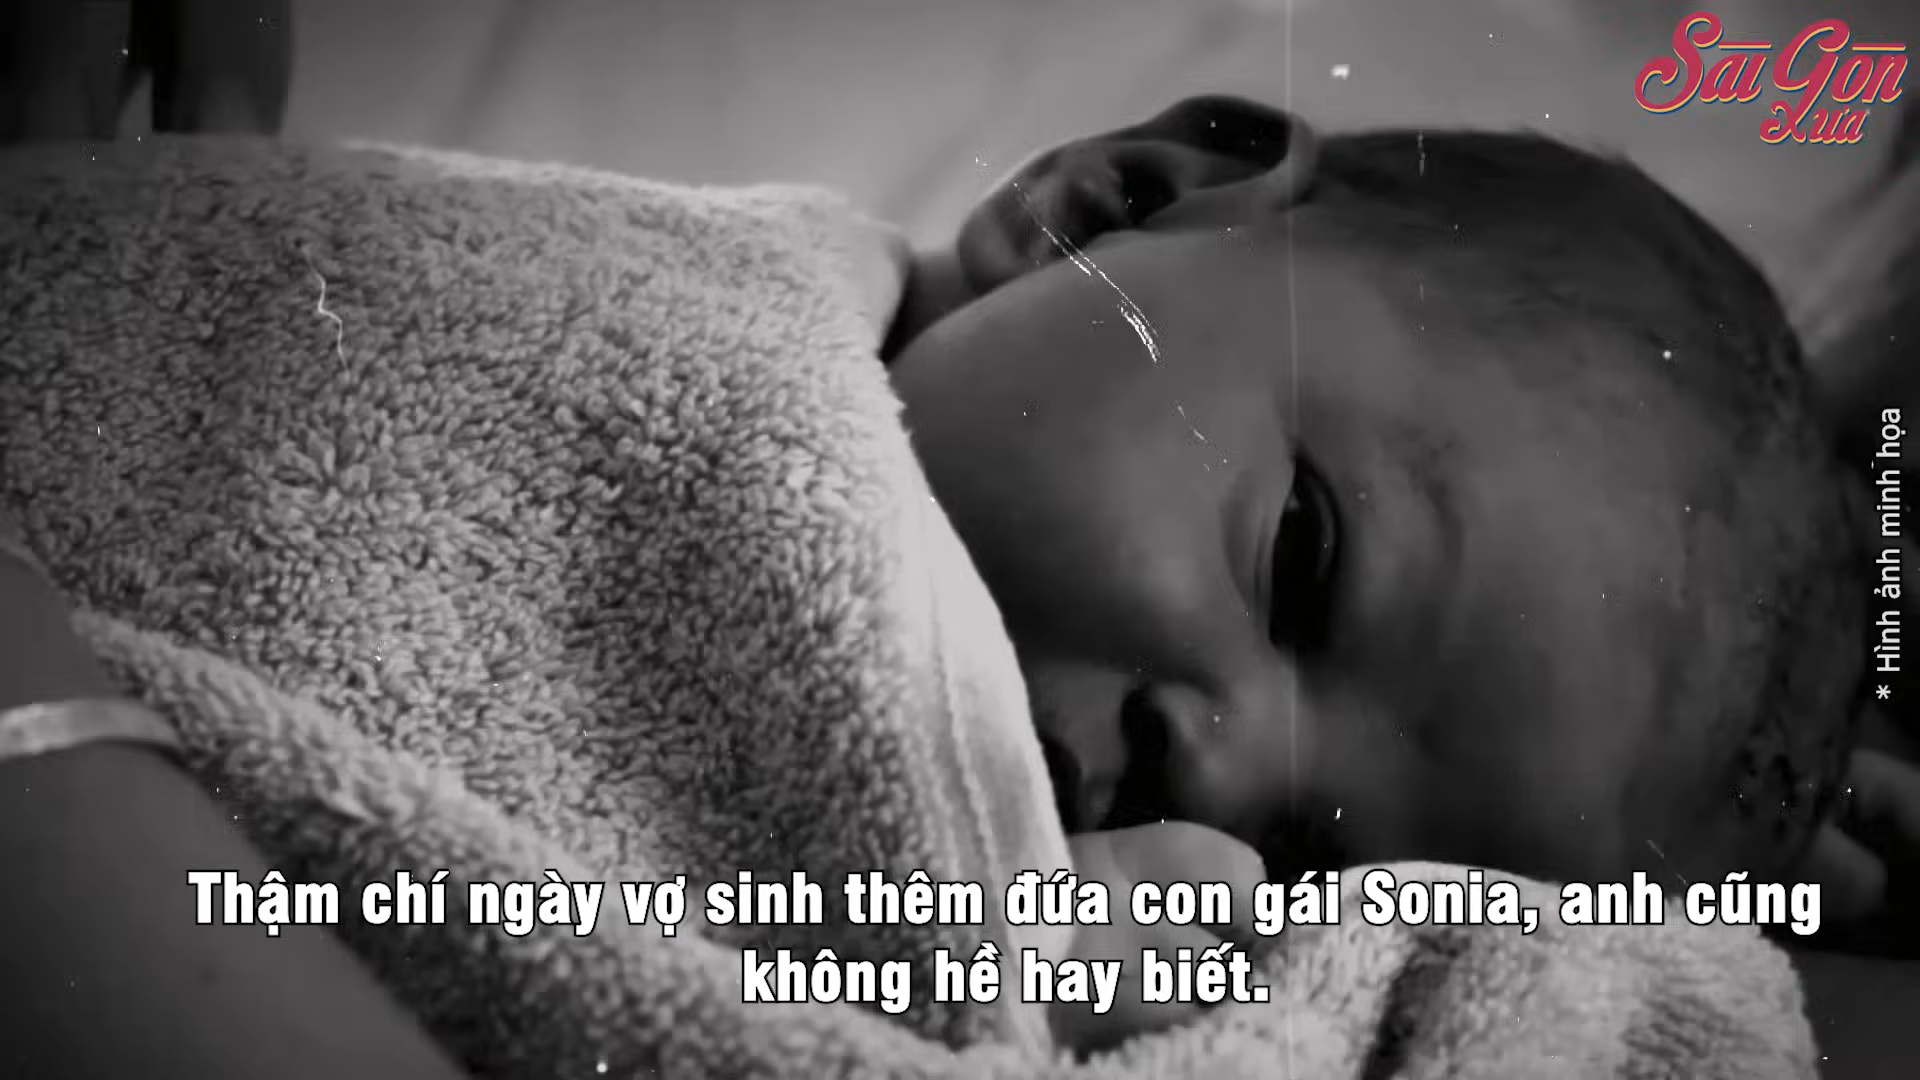 Sài Gòn
Xưa
* Hình ảnh minh họa
Thậm chí ngày vợ sinh thêm đứa con gái Sonia, anh cũng
không hề hay biết.